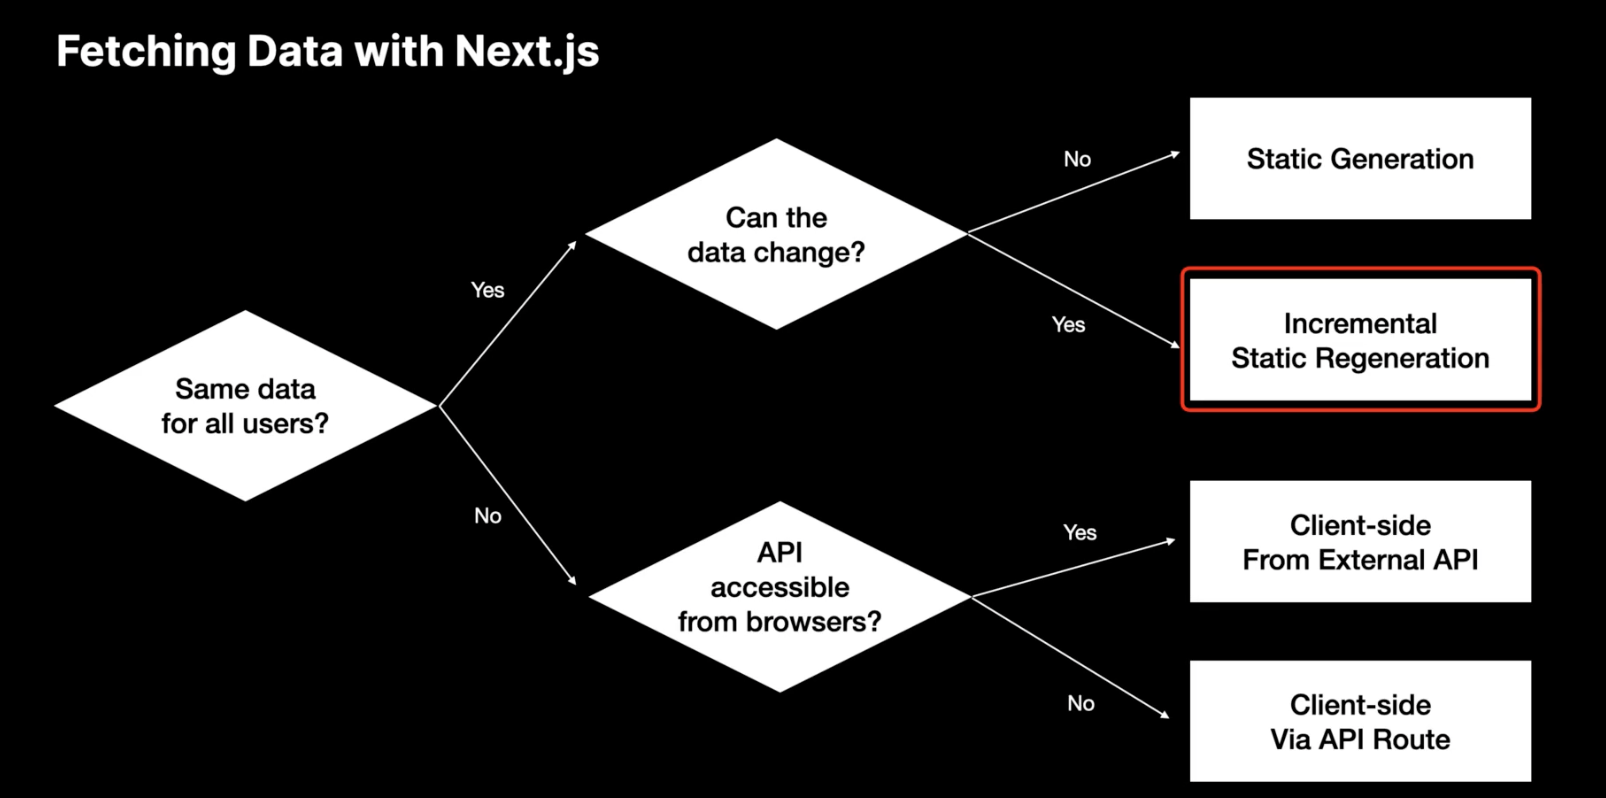 Fetching Data with Next.js
Same data
for all users?
Yes
No
Can the
data change?
No
Yes
Static Generation
Incremental
Static Regeneration
API
accessible
from browsers?
Yes
No
Client-side
From External API
Client-side
Via API Route